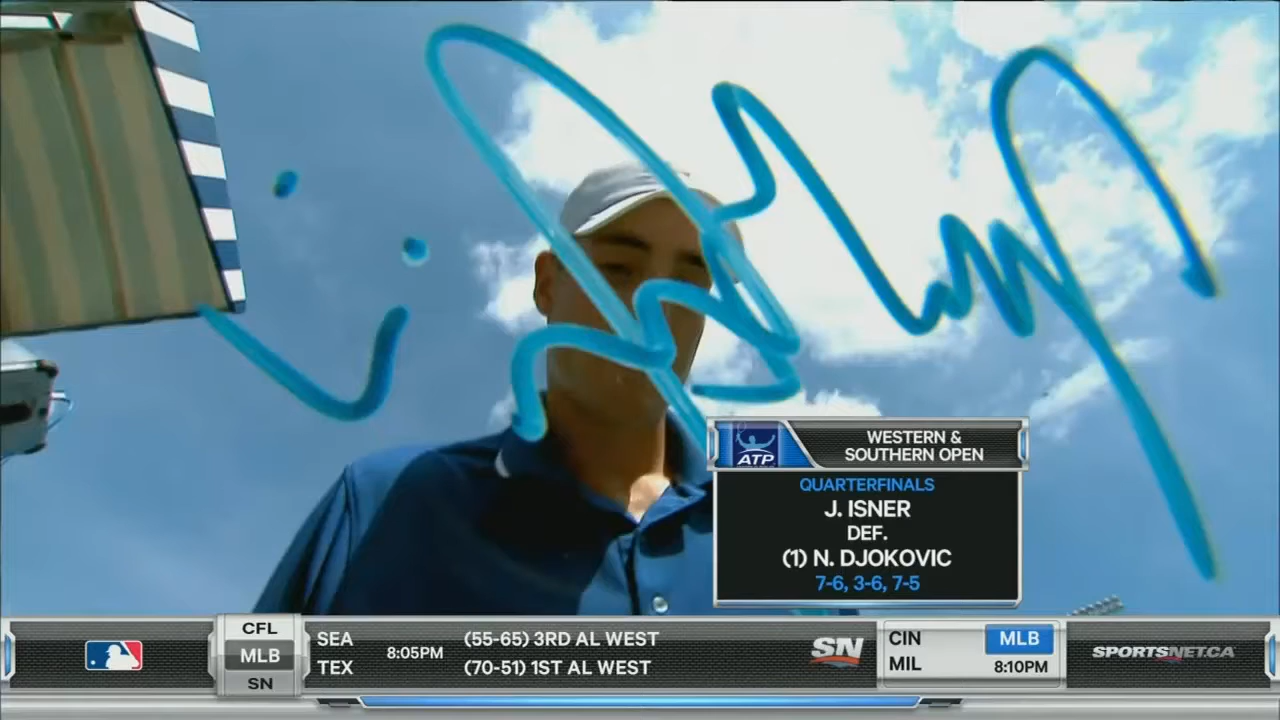 WESTERN &
SOUTHERN OPEN
ATP
QUARTERFINALS
J. ISNER
DEF.
(1) N. DJOKOVIC
7-6, 3-6, 7-5
CFL
MLB
SN
SEA 8:05PM (55-65) 3RD AL WEST
TEX (70-51) 1ST AL WEST
SN
CIN MLB
MIL 8:10PM
SPORTSNET.CA